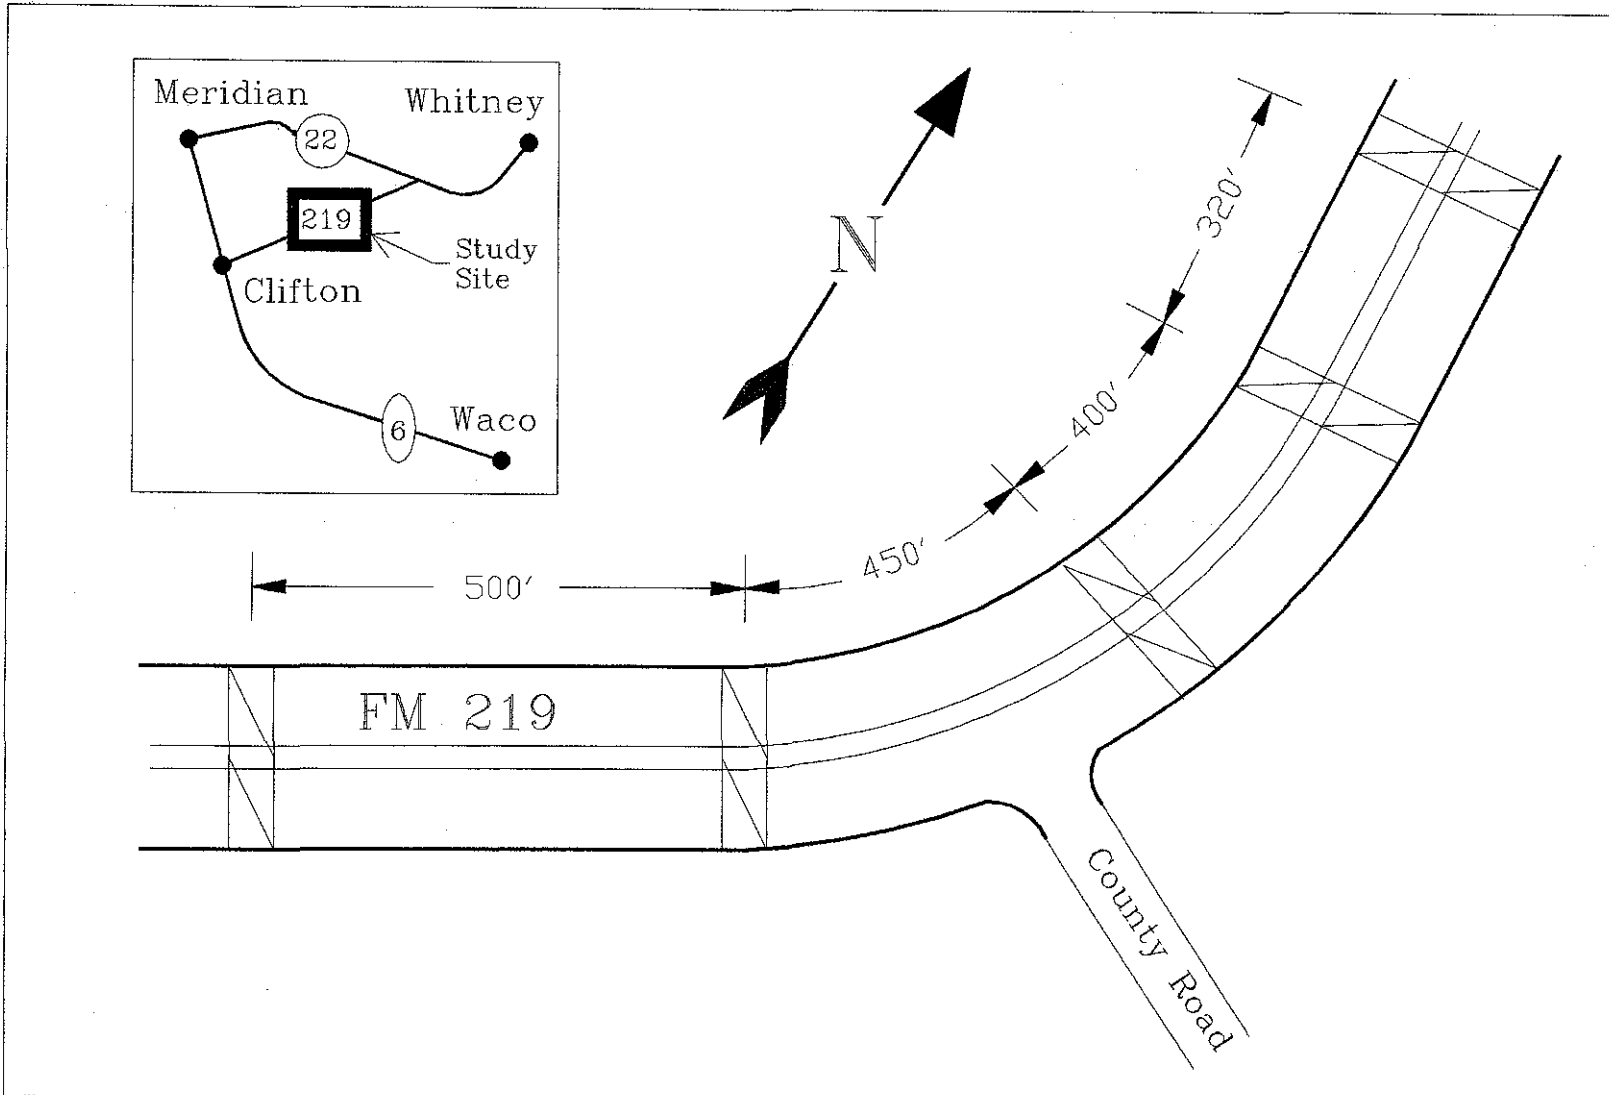 Meridian
Whitney
22
219
Study
Site
Clifton
Waco
6
N
320′
400′
450′
500′
FM 219
County Road